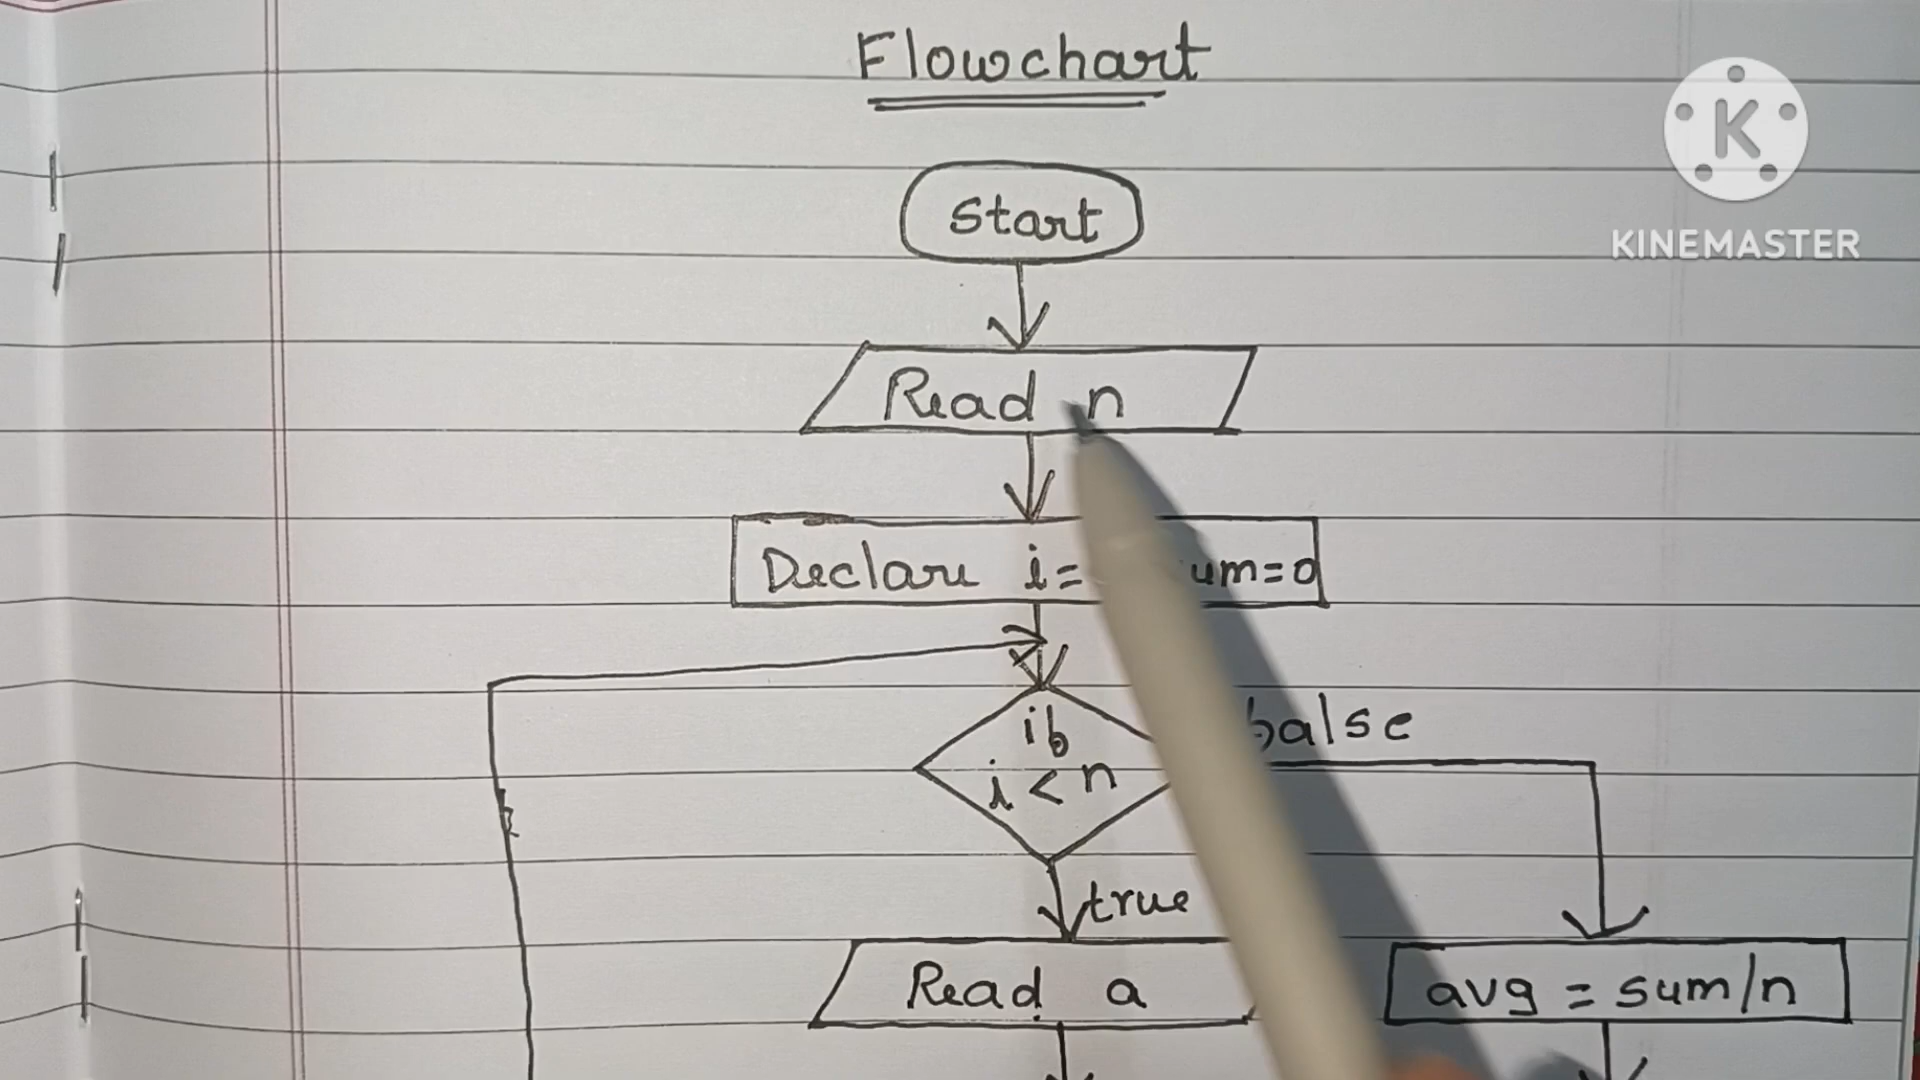 Flowchart
K
KINEMASTER
Start
Read n
Declare i= um=0
if
i < n
false
true
Read a
avg = sum/n